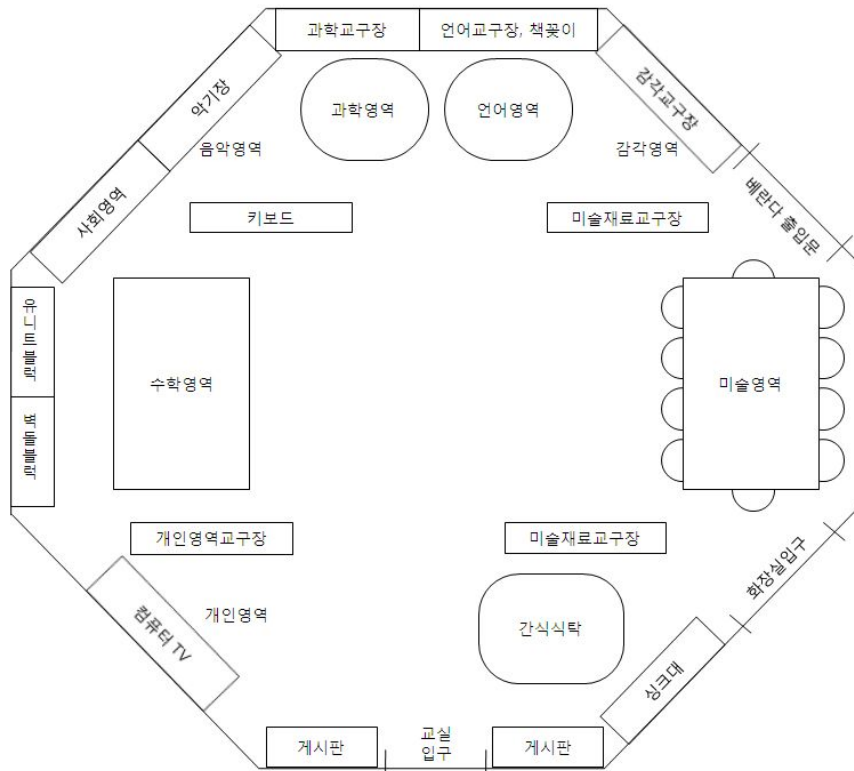 과학교구장
언어교구장, 책꽂이
악기장
과학영역
언어영역
감각교구장
음악영역
감각영역
사회영역
키보드
미술재료교구장
베란다 출입문
유니트블럭
수학영역
미술영역
벽돌블럭
개인영역교구장
미술재료교구장
화장실입구
컴퓨터 TV
개인영역
간식식탁
싱크대
게시판
교실
입구
게시판